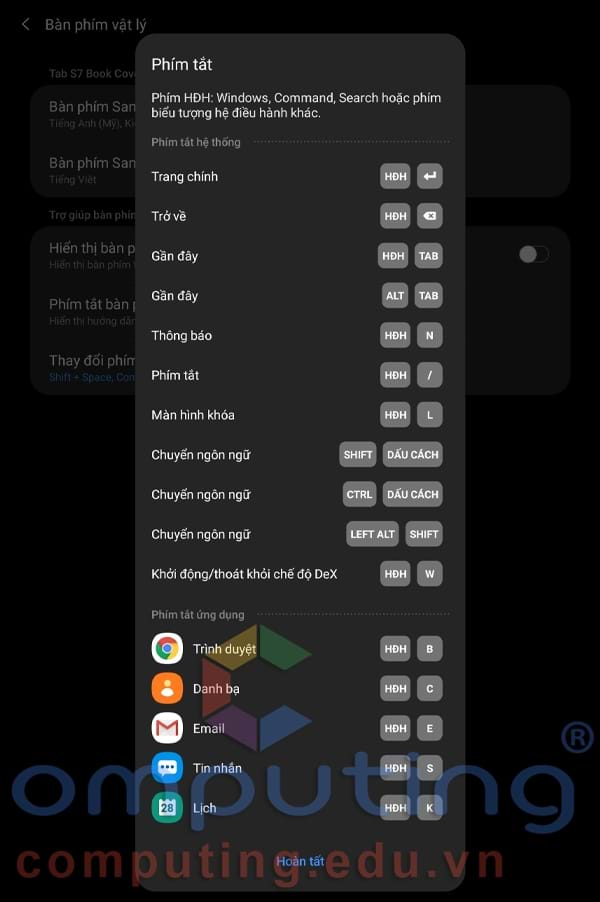 Bàn phím vật lý
Tab S7 Book Cove
Bàn phím San
Tiếng Anh (Mỹ), Ki
Bàn phím San
Tiếng Việt
Trợ giúp bàn phín
Hiển thị bàn p
Hiển thị bàn phím
Phím tắt bàn p
Hiển thị hướng dẫn
Thay đổi phím
Shift + Space, Con
Phím tắt
Phím HĐH: Windows, Command, Search hoặc phím
biểu tượng hệ điều hành khác.
Phím tắt hệ thống
Trang chính HĐH ↵
Trở về HĐH ⌫
Gần đây HĐH TAB
Gần đây ALT TAB
Thông báo HĐH N
Phím tắt HĐH /
Màn hình khóa HĐH L
Chuyển ngôn ngữ SHIFT DẤU CÁCH
Chuyển ngôn ngữ CTRL DẤU CÁCH
Chuyển ngôn ngữ LEFT ALT SHIFT
Khởi động/thoát khỏi chế độ DeX HĐH W
Phím tắt ứng dụng
Trình duyệt HĐH B
Danh bạ HĐH C
Email HĐH E
Tin nhắn HĐH S
28 Lịch HĐH K
Hoàn tất
Computing®
computing.edu.vn